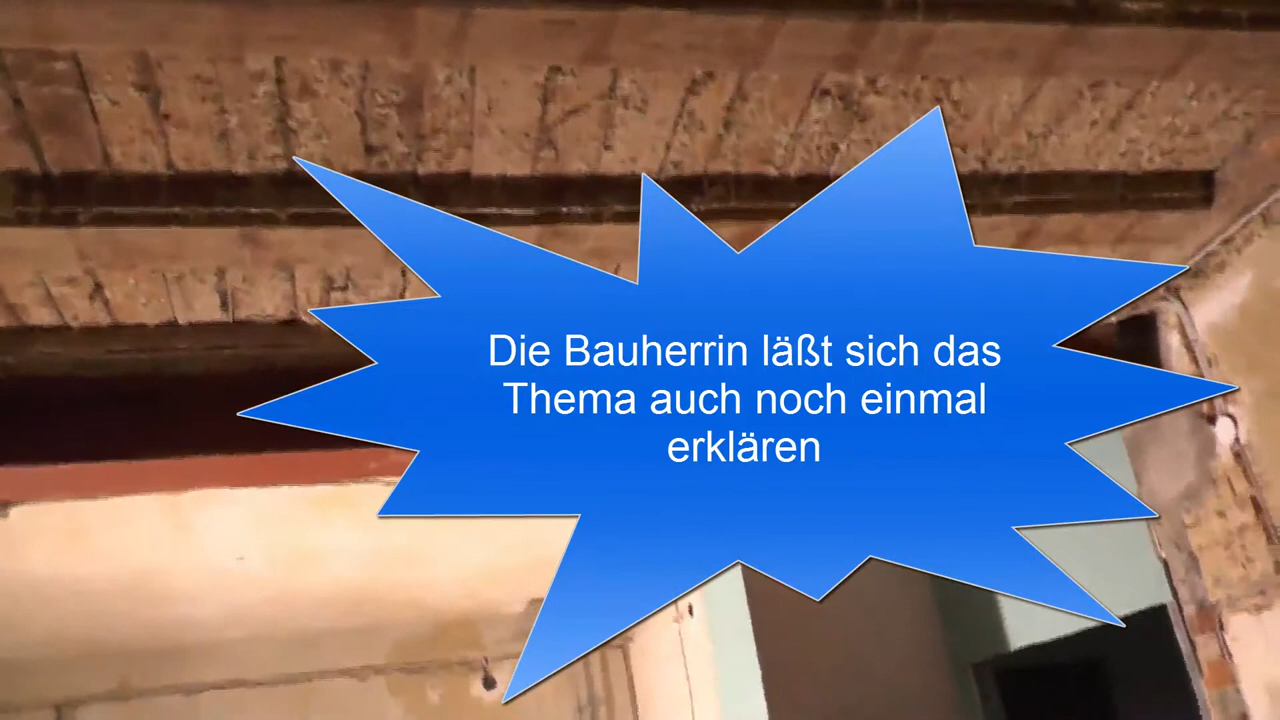 Die Bauherrin läßt sich das
Thema auch noch einmal
erklären